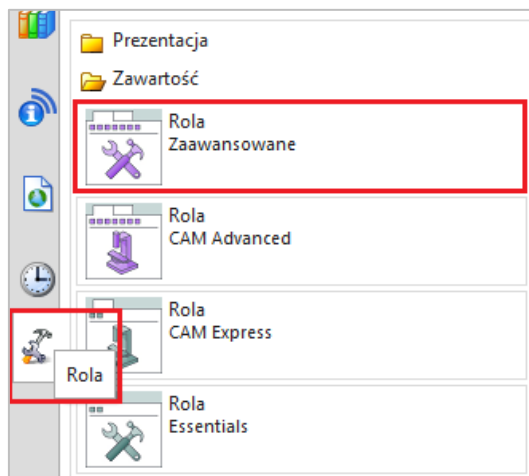 Prezentacja
Zawartość
Rola
Zaawansowane
Rola
CAM Advanced
Rola
CAM Express
Rola
Rola
Essentials